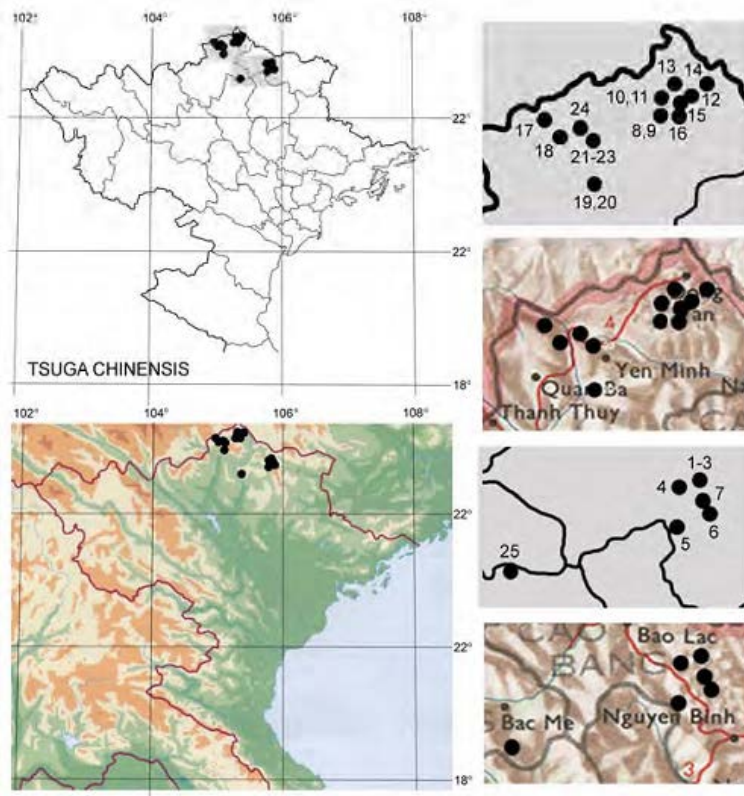 102° 104° 106° 108°
22°
22°
TSUGA CHINENSIS
18°
102° 104° 106° 108°
22°
22°
18°
13 14
10,11 12
17 24 15
8,9 16
18 21-23
19,20
4
Yen Minh
Quan Ba
Thanh Thuy
1-3
4 7
6
5
25
CAO
BANG
Bao Lac
Bac Me
Nguyen Binh
3